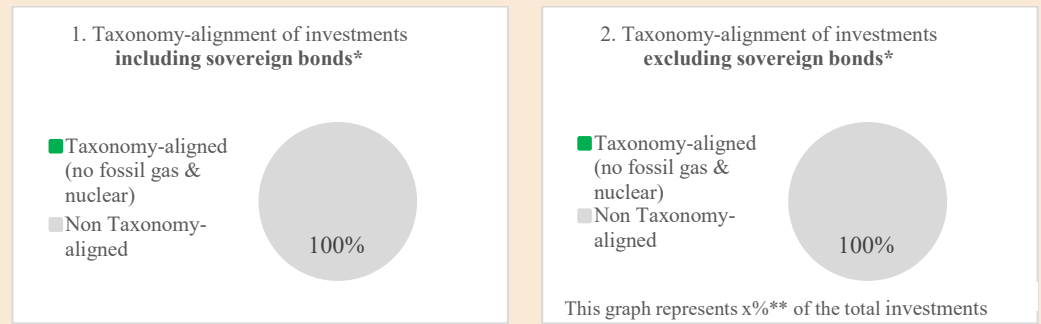 1. Taxonomy-alignment of investments
including sovereign bonds*
Taxonomy-aligned
(no fossil gas &
nuclear)
Non Taxonomy-
aligned
100%
2. Taxonomy-alignment of investments
excluding sovereign bonds*
Taxonomy-aligned
(no fossil gas &
nuclear)
Non Taxonomy-
aligned
100%
This graph represents x%** of the total investments